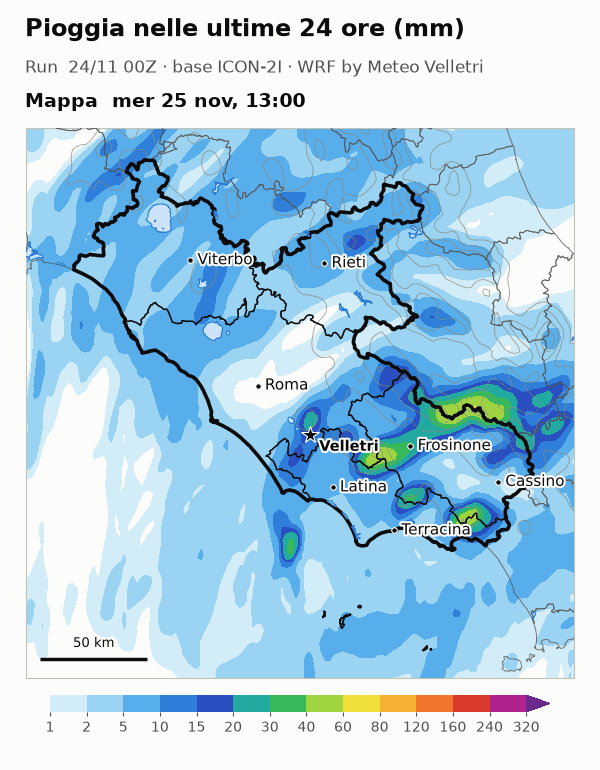 Pioggia nelle ultime 24 ore (mm)
Run  24/11 00Z · base ICON-2I · WRF by Meteo Velletri
Mappa  mer 25 nov, 13:00
Viterbo
Rieti
Roma
Velletri
Frosinone
Cassino
Latina
Terracina
50 km
1 2 5 10 15 20 30 40 60 80 120 160 240 320